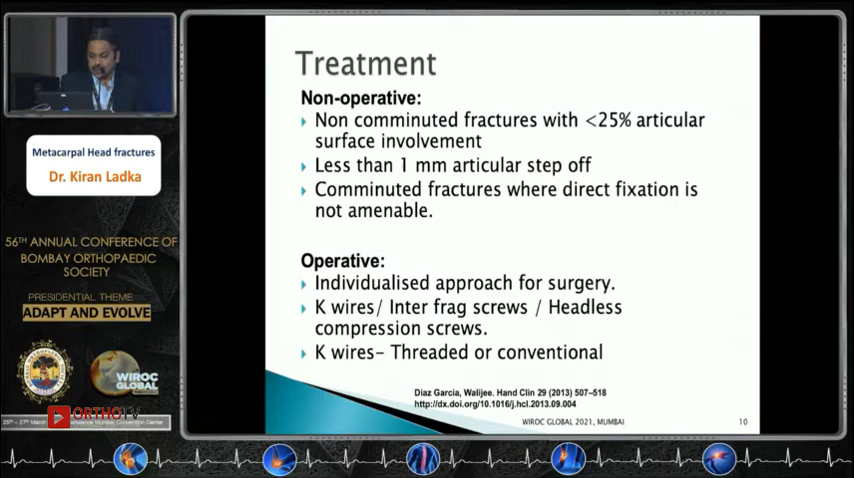 Metacarpal Head fractures
Dr. Kiran Ladka
56TH ANNUAL CONFERENCE OF
BOMBAY ORTHOPAEDIC
SOCIETY
PRESIDENTIAL THEME
ADAPT AND EVOLVE
WIROC
GLOBAL
ORTHOTV
Treatment
Non-operative:
Non comminuted fractures with <25% articular
surface involvement
Less than 1 mm articular step off
Comminuted fractures where direct fixation is
not amenable.
Operative:
Individualised approach for surgery.
K wires/ Inter frag screws / Headless
compression screws.
K wires– Threaded or conventional
Diaz Garcia, Waljee. Hand Clin 29 (2013) 507–518
http://dx.doi.org/10.1016/j.hcl.2013.09.004
WIROC GLOBAL 2021, MUMBAI
10